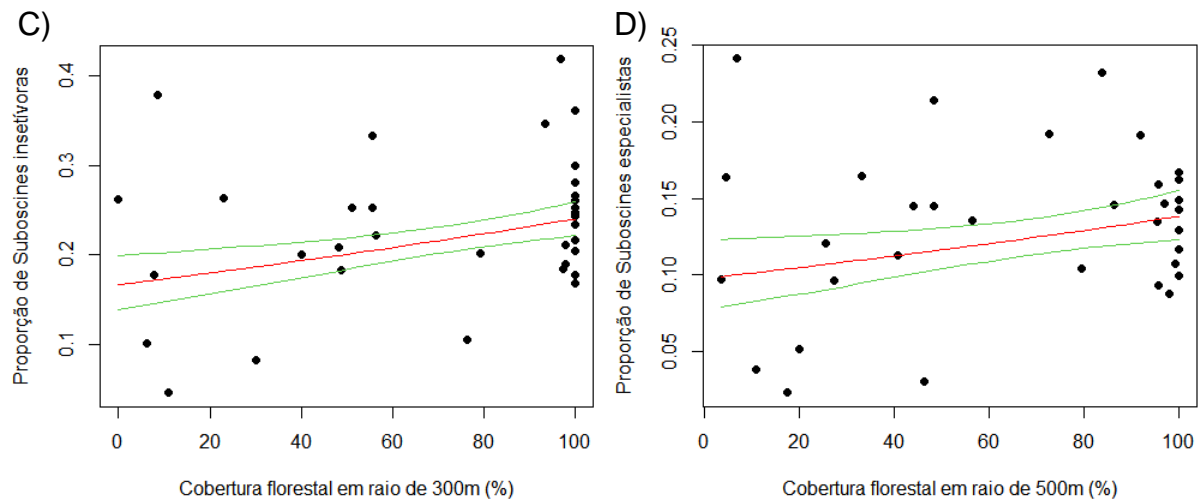 C)
Proporção de Suboscines insetívoras
0.1 0.2 0.3 0.4
0 20 40 60 80 100
Cobertura florestal em raio de 300m (%)
D)
Proporção de Suboscines especialistas
0.05 0.10 0.15 0.20 0.25
0 20 40 60 80 100
Cobertura florestal em raio de 500m (%)